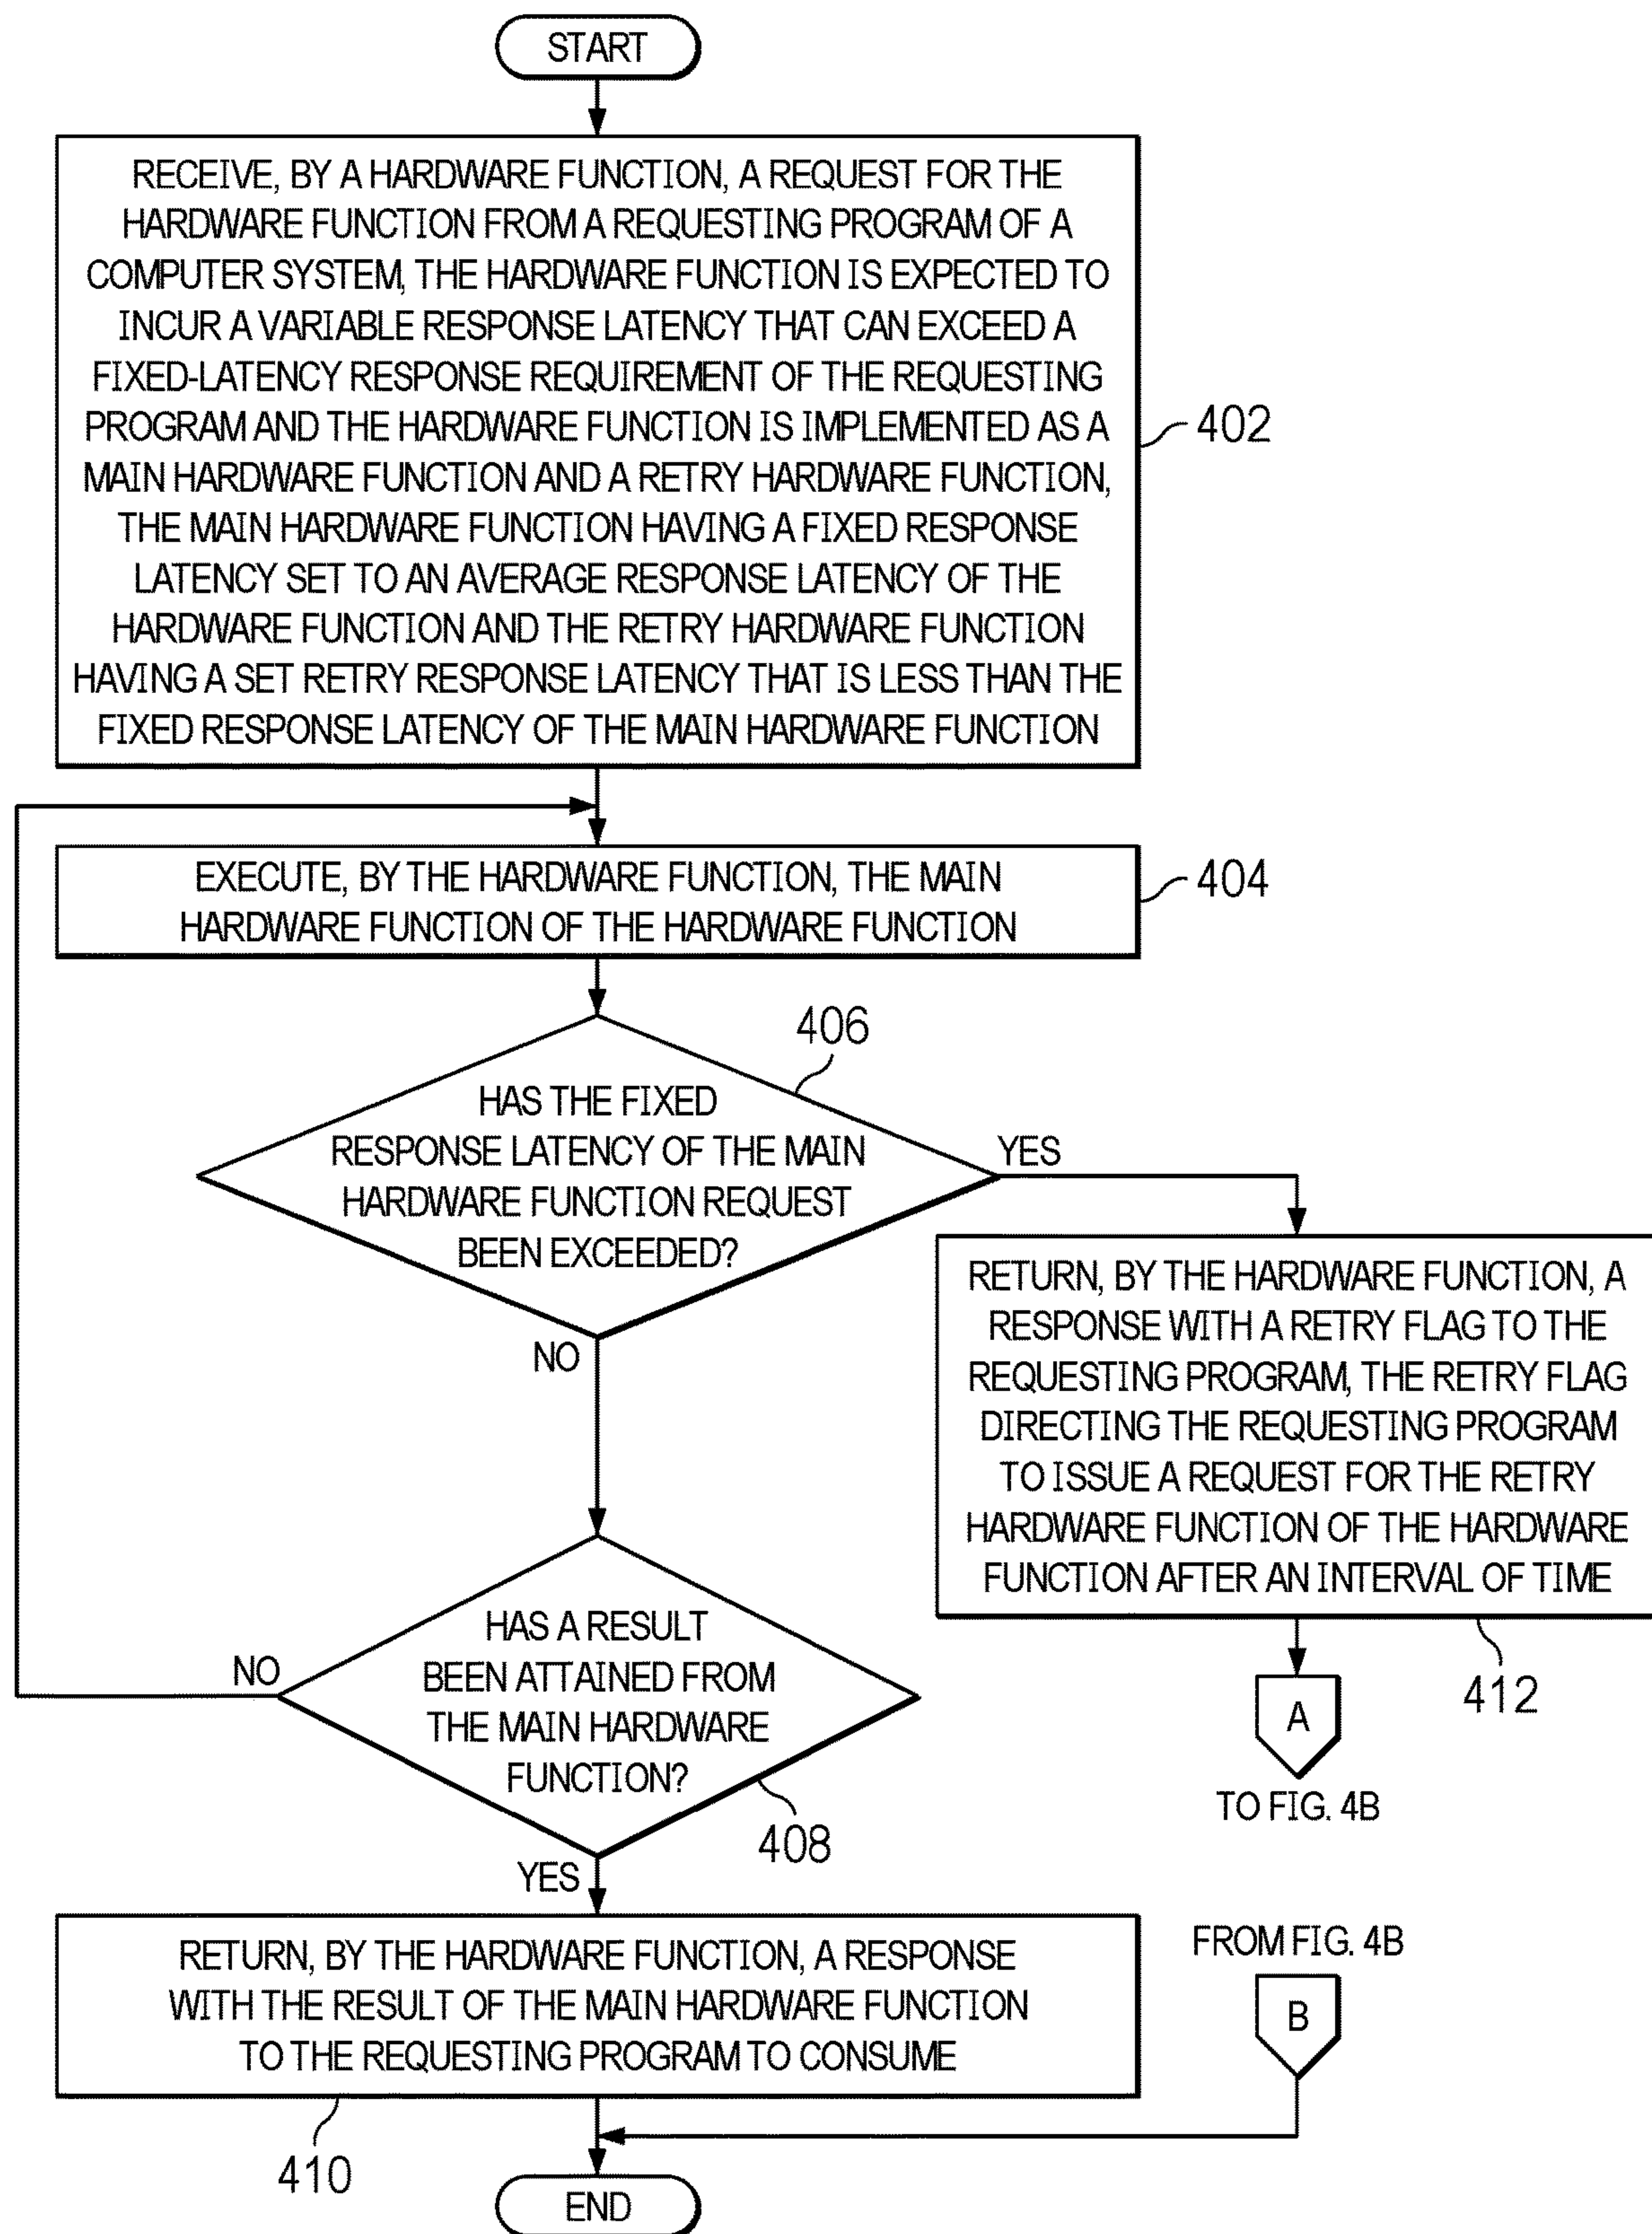 START
RECEIVE, BY A HARDWARE FUNCTION, A REQUEST FOR THE
HARDWARE FUNCTION FROM A REQUESTING PROGRAM OF A
COMPUTER SYSTEM, THE HARDWARE FUNCTION IS EXPECTED TO
INCUR A VARIABLE RESPONSE LATENCY THAT CAN EXCEED A
FIXED-LATENCY RESPONSE REQUIREMENT OF THE REQUESTING
PROGRAM AND THE HARDWARE FUNCTION IS IMPLEMENTED AS A
MAIN HARDWARE FUNCTION AND A RETRY HARDWARE FUNCTION,
THE MAIN HARDWARE FUNCTION HAVING A FIXED RESPONSE
LATENCY SET TO AN AVERAGE RESPONSE LATENCY OF THE
HARDWARE FUNCTION AND THE RETRY HARDWARE FUNCTION
HAVING A SET RETRY RESPONSE LATENCY THAT IS LESS THAN THE
FIXED RESPONSE LATENCY OF THE MAIN HARDWARE FUNCTION
402
EXECUTE, BY THE HARDWARE FUNCTION, THE MAIN
HARDWARE FUNCTION OF THE HARDWARE FUNCTION
404
406
HAS THE FIXED
RESPONSE LATENCY OF THE MAIN
HARDWARE FUNCTION REQUEST
BEEN EXCEEDED?
YES
NO
RETURN, BY THE HARDWARE FUNCTION, A
RESPONSE WITH A RETRY FLAG TO THE
REQUESTING PROGRAM, THE RETRY FLAG
DIRECTING THE REQUESTING PROGRAM
TO ISSUE A REQUEST FOR THE RETRY
HARDWARE FUNCTION OF THE HARDWARE
FUNCTION AFTER AN INTERVAL OF TIME
412
A
TO FIG. 4B
HAS A RESULT
BEEN ATTAINED FROM
THE MAIN HARDWARE
FUNCTION?
NO
408
YES
RETURN, BY THE HARDWARE FUNCTION, A RESPONSE
WITH THE RESULT OF THE MAIN HARDWARE FUNCTION
TO THE REQUESTING PROGRAM TO CONSUME
410
FROM FIG. 4B
B
END